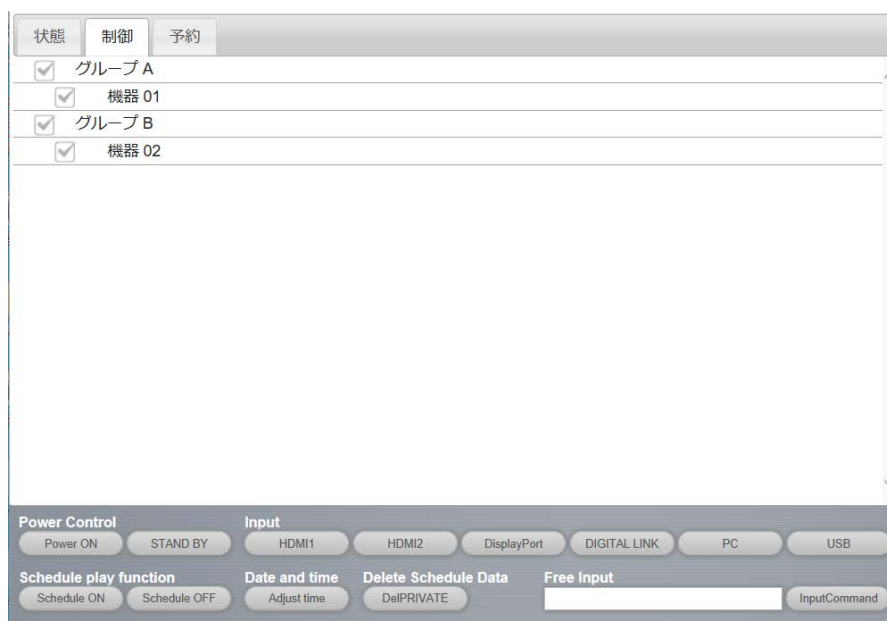 状態 制御 予約
グループ A
機器 01
グループ B
機器 02
Power Control Input
Power ON STAND BY HDMI1 HDMI2 DisplayPort DIGITAL LINK PC USB
Schedule play function Date and time Delete Schedule Data Free Input
Schedule ON Schedule OFF Adjust time DelPRIVATE InputCommand